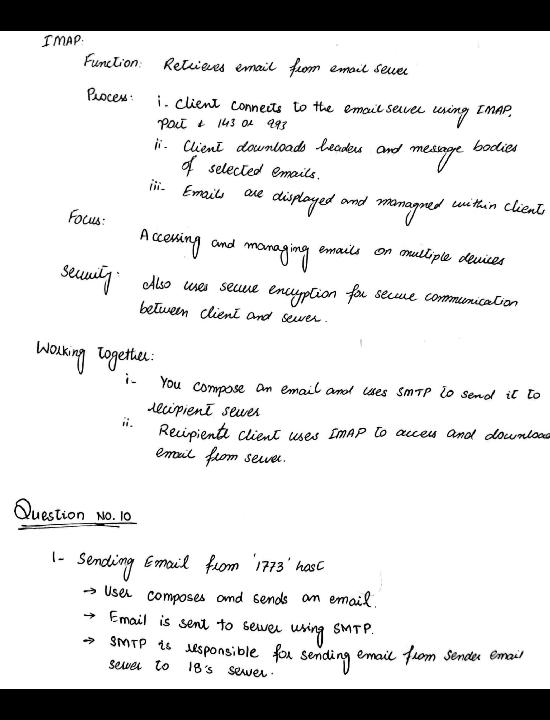 IMAP:
Function: Retrieves email from email server
Process: i. Client connects to the email server using IMAP,
port + 143 or 993
ii- Client downloads headers and message bodies
of selected emails.
iii- Emails are displayed and managned within clients
Focus:
Accessing and managing emails on multiple devices
Security:
Also uses secure encryption for secure communication
between client and server.
Working together:
i- You compose an email and uses SMTP to send it to
recipient server
ii. Recipients client uses IMAP to access and download
email from server.
Question NO. 10
1- Sending Email from '1773' host
→ User composes and sends an email.
→ Email is sent to server using SMTP.
→ SMTP is responsible for sending email from sender email
server to 18's server.